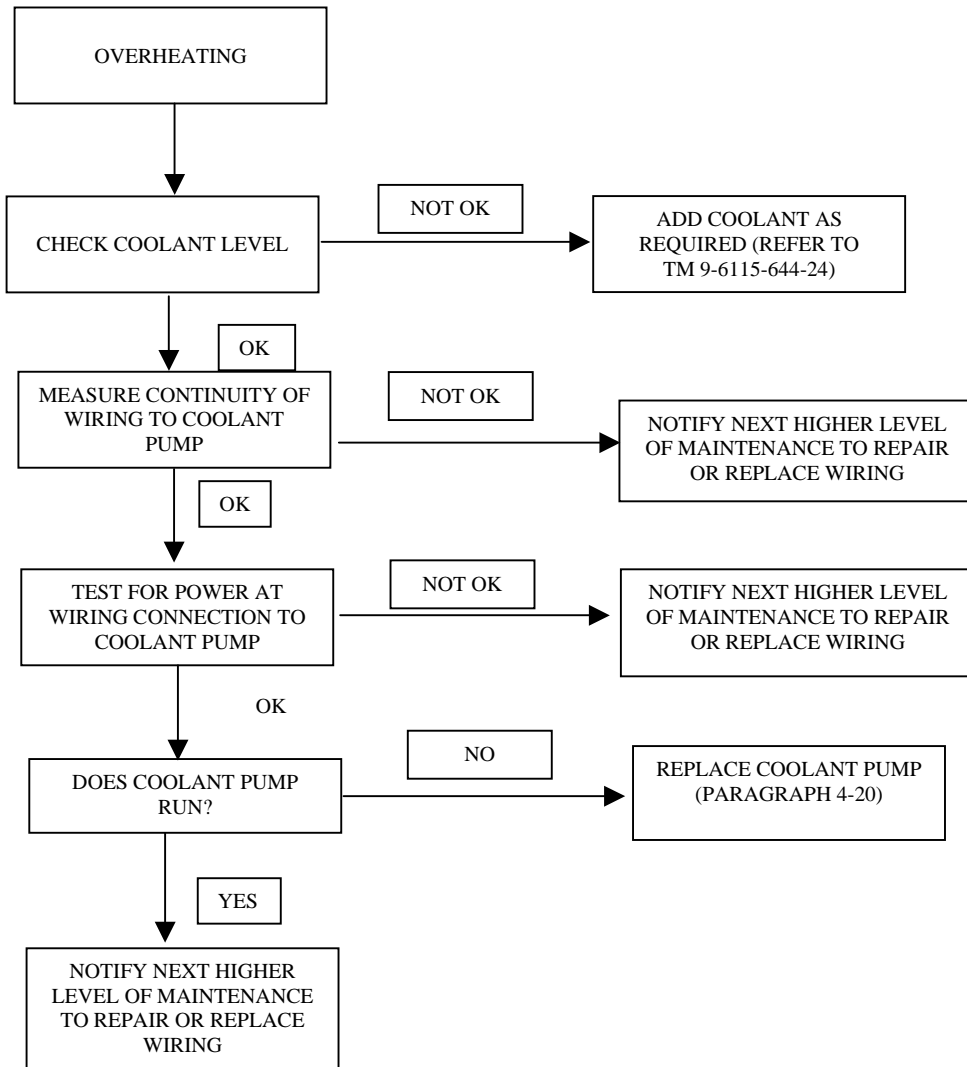 OVERHEATING
CHECK COOLANT LEVEL
NOT OK
ADD COOLANT AS
REQUIRED (REFER TO
TM 9-6115-644-24)
OK
MEASURE CONTINUITY OF
WIRING TO COOLANT
PUMP
NOT OK
NOTIFY NEXT HIGHER LEVEL
OF MAINTENANCE TO REPAIR
OR REPLACE WIRING
OK
TEST FOR POWER AT
WIRING CONNECTION TO
COOLANT PUMP
NOT OK
NOTIFY NEXT HIGHER LEVEL
OF MAINTENANCE TO REPAIR
OR REPLACE WIRING
OK
DOES COOLANT PUMP
RUN?
NO
REPLACE COOLANT PUMP
(PARAGRAPH 4-20)
YES
NOTIFY NEXT HIGHER
LEVEL OF MAINTENANCE
TO REPAIR OR REPLACE
WIRING